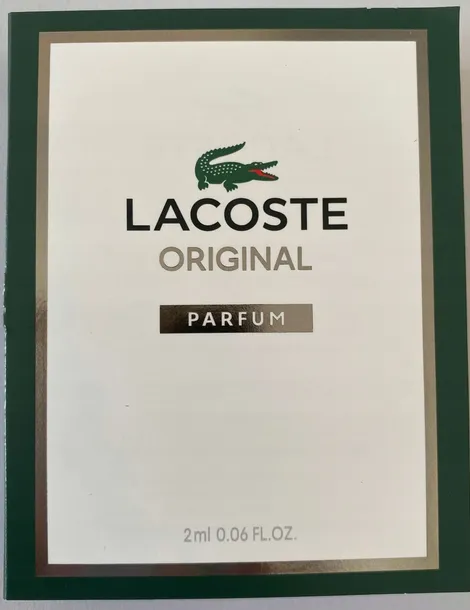 LACOSTE
ORIGINAL
PARFUM
2ml 0.06 FL.OZ.